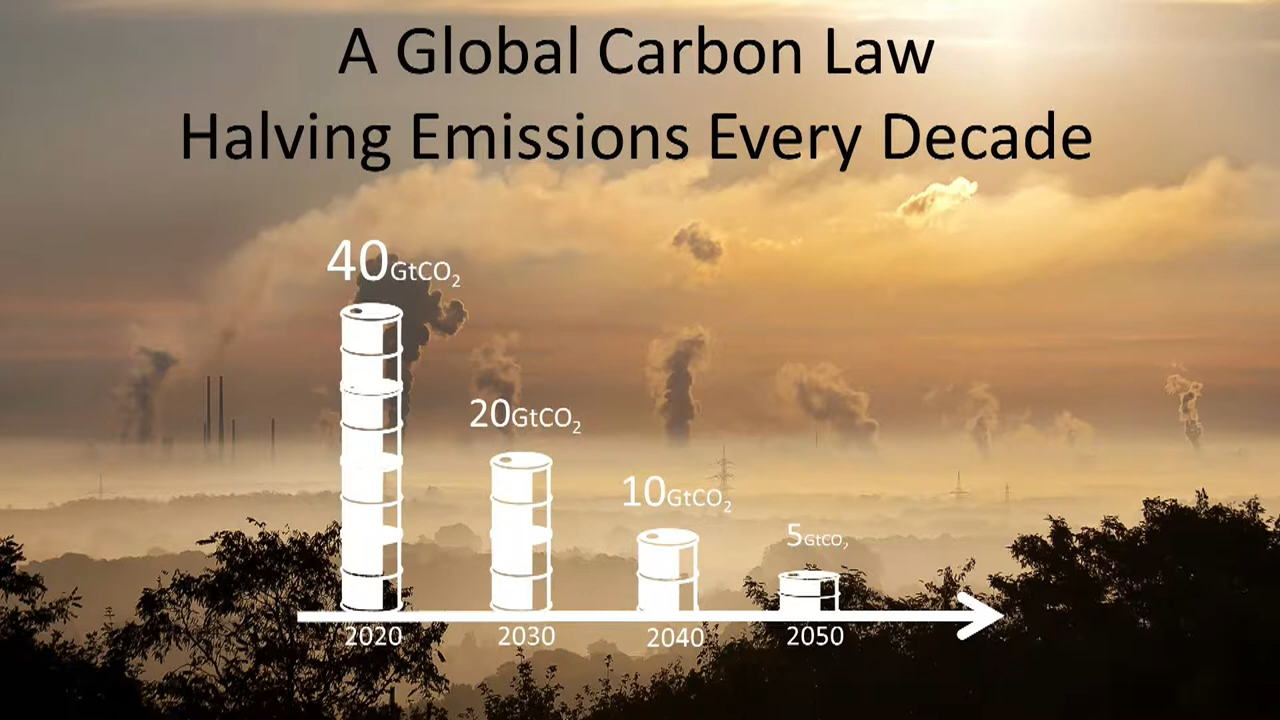 A Global Carbon Law
Halving Emissions Every Decade
40GtCO₂
20GtCO₂
10GtCO₂
5GtCO₂
2020
2030
2040
2050